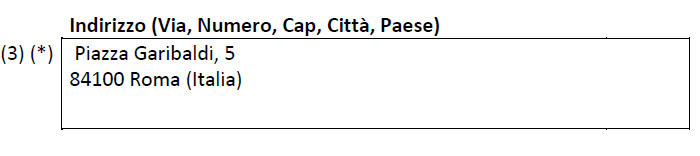 Indirizzo (Via, Numero, Cap, Città, Paese)
(3) (*) Piazza Garibaldi, 5
84100 Roma (Italia)